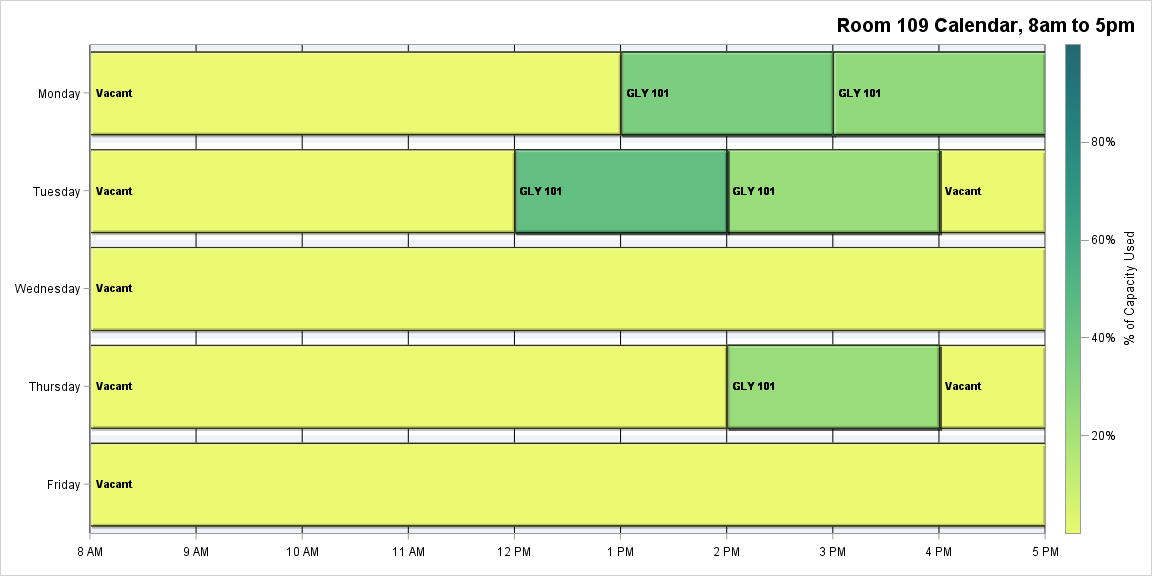 Room 109 Calendar, 8am to 5pm
Monday
Vacant
GLY 101
GLY 101
Tuesday
Vacant
GLY 101
GLY 101
Vacant
Wednesday
Vacant
Thursday
Vacant
GLY 101
Vacant
Friday
Vacant
8 AM
9 AM
10 AM
11 AM
12 PM
1 PM
2 PM
3 PM
4 PM
5 PM
80%
60%
40%
20%
% of Capacity Used